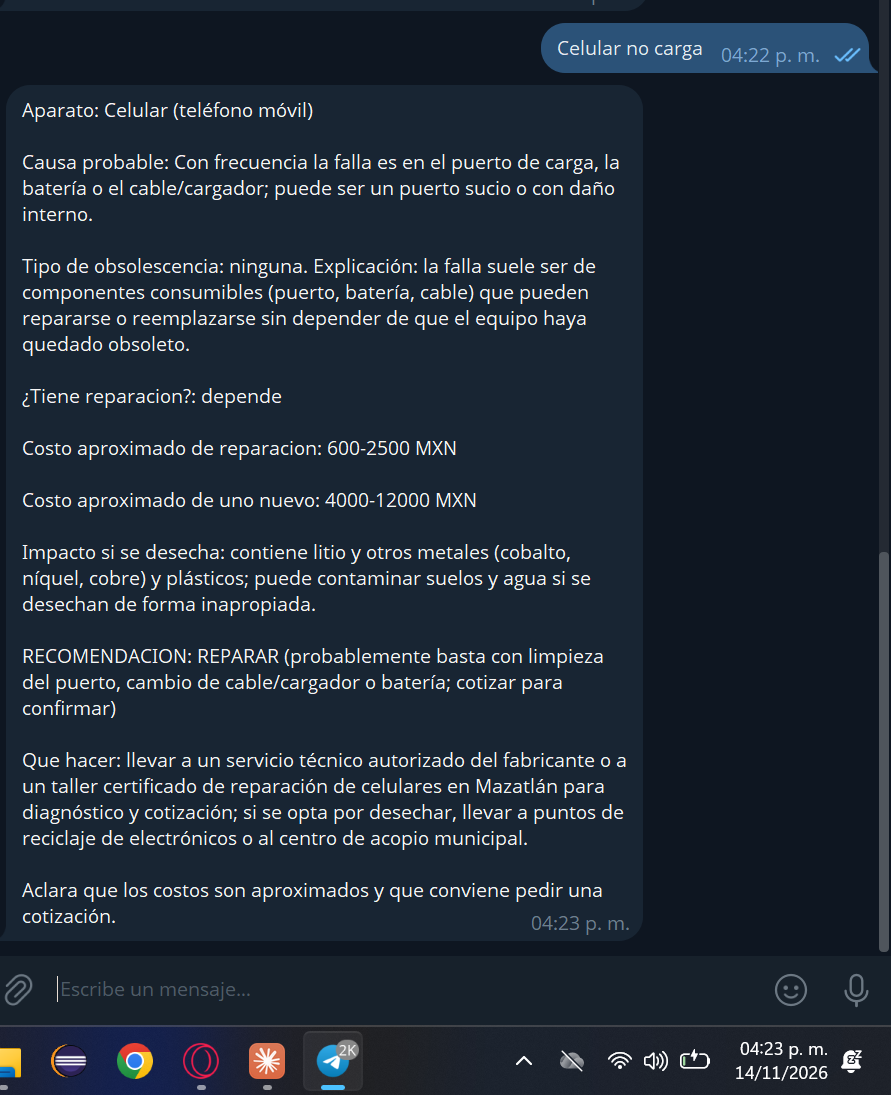 Celular no carga 04:22 p. m.
Aparato: Celular (teléfono móvil)
Causa probable: Con frecuencia la falla es en el puerto de carga, la
batería o el cable/cargador; puede ser un puerto sucio o con daño
interno.
Tipo de obsolescencia: ninguna. Explicación: la falla suele ser de
componentes consumibles (puerto, batería, cable) que pueden
repararse o reemplazarse sin depender de que el equipo haya
quedado obsoleto.
¿Tiene reparacion?: depende
Costo aproximado de reparacion: 600-2500 MXN
Costo aproximado de uno nuevo: 4000-12000 MXN
Impacto si se desecha: contiene litio y otros metales (cobalto,
níquel, cobre) y plásticos; puede contaminar suelos y agua si se
desechan de forma inapropiada.
RECOMENDACION: REPARAR (probablemente basta con limpieza
del puerto, cambio de cable/cargador o batería; cotizar para
confirmar)
Que hacer: llevar a un servicio técnico autorizado del fabricante o a
un taller certificado de reparación de celulares en Mazatlán para
diagnóstico y cotización; si se opta por desechar, llevar a puntos de
reciclaje de electrónicos o al centro de acopio municipal.
Aclara que los costos son aproximados y que conviene pedir una
cotización.
04:23 p. m.
Escribe un mensaje...
2K
04:23 p. m.
14/11/2026